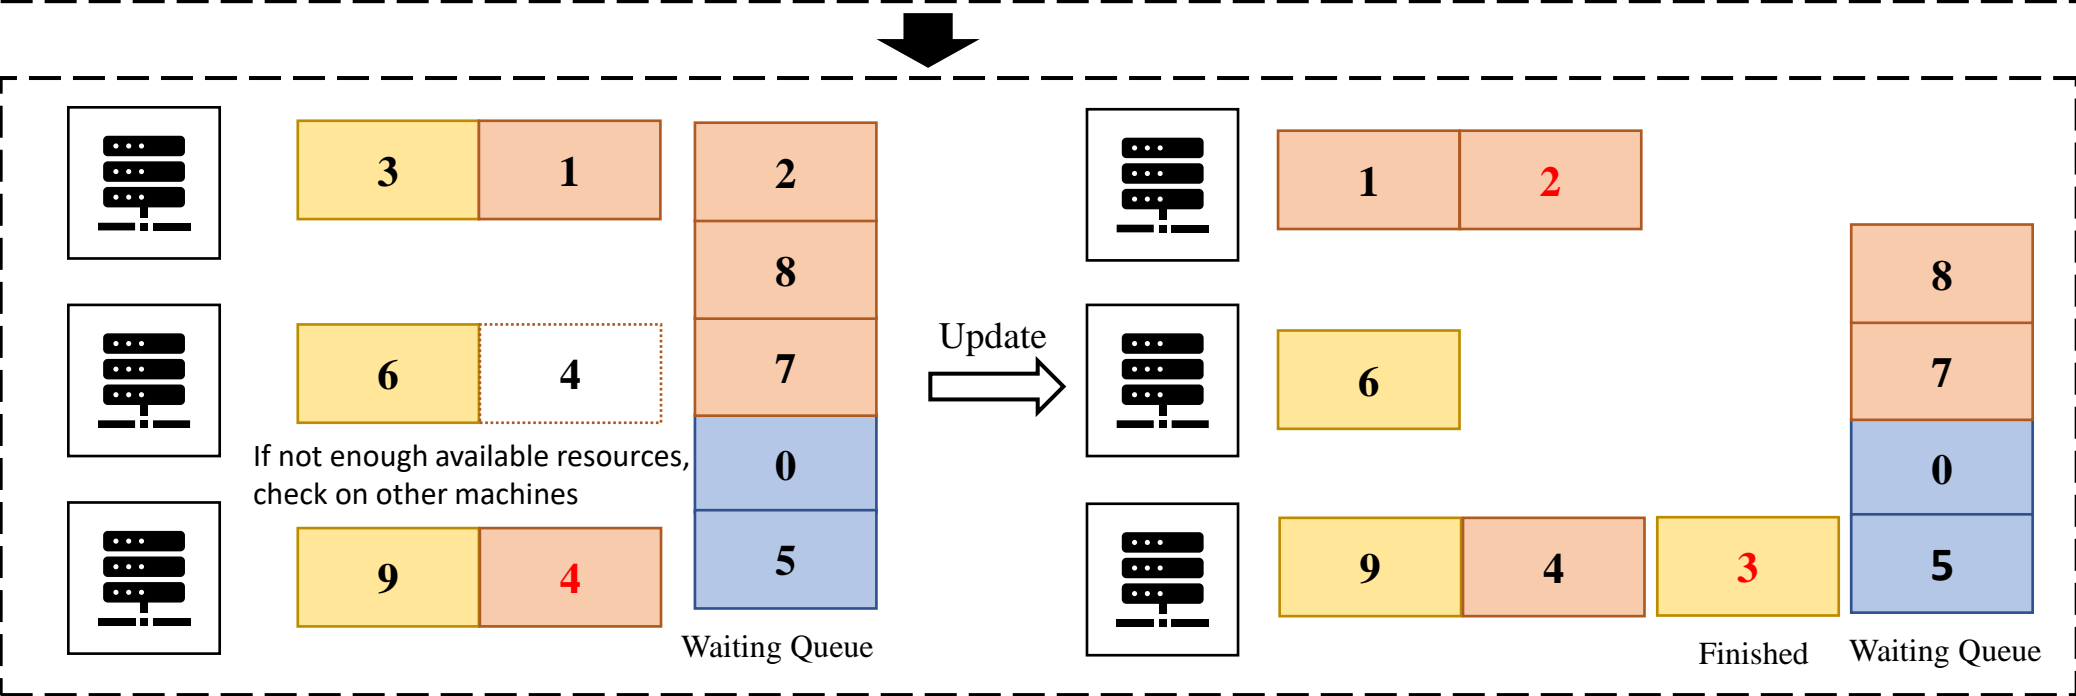 3 1
2
8
7
0
5
6 4
If not enough available resources,
check on other machines
9 4
Waiting Queue
Update
1 2
6
9 4 3
Finished
8
7
0
5
Waiting Queue